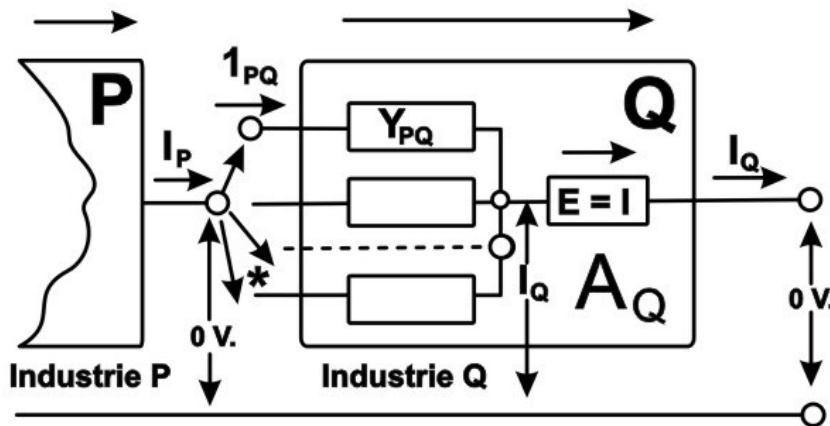 P
1PQ
IP
Q
YPQ
IQ
E = I
*
IQ
AQ
0 V.
0 V.
Industrie P
Industrie Q